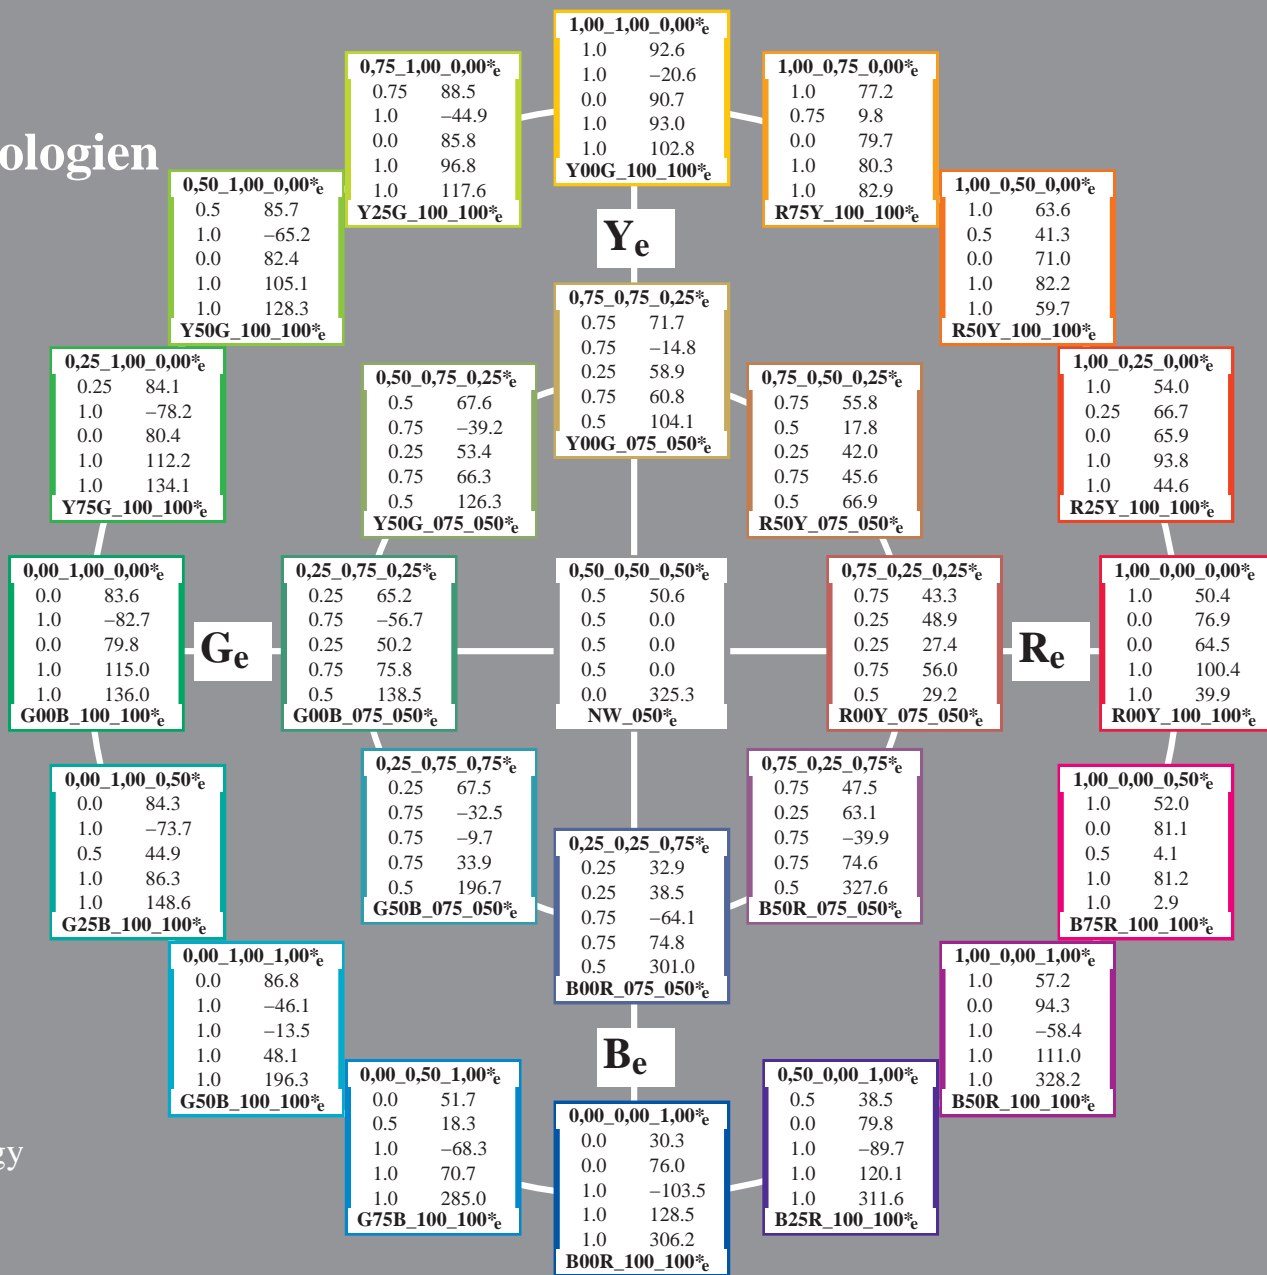 1,00_1,00_0,00*e
1.0 92.6
1.0 −20.6
0.0 90.7
1.0 93.0
1.0 102.8
Y00G_100_100*e
0,75_1,00_0,00*e
0.75 88.5
1.0 −44.9
0.0 85.8
1.0 96.8
1.0 117.6
Y25G_100_100*e
1,00_0,75_0,00*e
1.0 77.2
0.75 9.8
0.0 79.7
1.0 80.3
1.0 82.9
R75Y_100_100*e
ologien
0,50_1,00_0,00*e
0.5 85.7
1.0 −65.2
0.0 82.4
1.0 105.1
1.0 128.3
Y50G_100_100*e
1,00_0,50_0,00*e
1.0 63.6
0.5 41.3
0.0 71.0
1.0 82.2
1.0 59.7
R50Y_100_100*e
Ye
0,75_0,75_0,25*e
0.75 71.7
0.75 −14.8
0.25 58.9
0.75 60.8
0.5 104.1
Y00G_075_050*e
0,25_1,00_0,00*e
0.25 84.1
1.0 −78.2
0.0 80.4
1.0 112.2
1.0 134.1
Y75G_100_100*e
0,50_0,75_0,25*e
0.5 67.6
0.75 −39.2
0.25 53.4
0.75 66.3
0.5 126.3
Y50G_075_050*e
0,75_0,50_0,25*e
0.75 55.8
0.5 17.8
0.25 42.0
0.75 45.6
0.5 66.9
R50Y_075_050*e
1,00_0,25_0,00*e
1.0 54.0
0.25 66.7
0.0 65.9
1.0 93.8
1.0 44.6
R25Y_100_100*e
0,00_1,00_0,00*e
0.0 83.6
1.0 −82.7
0.0 79.8
1.0 115.0
1.0 136.0
G00B_100_100*e
Ge
0,25_0,75_0,25*e
0.25 65.2
0.75 −56.7
0.25 50.2
0.75 75.8
0.5 138.5
G00B_075_050*e
0,50_0,50_0,50*e
0.5 50.6
0.5 0.0
0.5 0.0
0.5 0.0
0.0 325.3
NW_050*e
0,75_0,25_0,25*e
0.75 43.3
0.25 48.9
0.25 27.4
0.75 56.0
0.5 29.2
R00Y_075_050*e
Re
1,00_0,00_0,00*e
1.0 50.4
0.0 76.9
0.0 64.5
1.0 100.4
1.0 39.9
R00Y_100_100*e
0,00_1,00_0,50*e
0.0 84.3
1.0 −73.7
0.5 44.9
1.0 86.3
1.0 148.6
G25B_100_100*e
0,25_0,75_0,75*e
0.25 67.5
0.75 −32.5
0.75 −9.7
0.75 33.9
0.5 196.7
G50B_075_050*e
0,25_0,25_0,75*e
0.25 32.9
0.25 38.5
0.75 −64.1
0.75 74.8
0.5 301.0
B00R_075_050*e
0,75_0,25_0,75*e
0.75 47.5
0.25 63.1
0.75 −39.9
0.75 74.6
0.5 327.6
B50R_075_050*e
1,00_0,00_0,50*e
1.0 52.0
0.0 81.1
0.5 4.1
1.0 81.2
1.0 2.9
B75R_100_100*e
0,00_1,00_1,00*e
0.0 86.8
1.0 −46.1
1.0 −13.5
1.0 48.1
1.0 196.3
G50B_100_100*e
1,00_0,00_1,00*e
1.0 57.2
0.0 94.3
1.0 −58.4
1.0 111.0
1.0 328.2
B50R_100_100*e
Be
0,00_0,50_1,00*e
0.0 51.7
0.5 18.3
1.0 −68.3
1.0 70.7
1.0 285.0
G75B_100_100*e
0,00_0,00_1,00*e
0.0 30.3
0.0 76.0
1.0 −103.5
1.0 128.5
1.0 306.2
B00R_100_100*e
0,50_0,00_1,00*e
0.5 38.5
0.0 79.8
1.0 −89.7
1.0 120.1
1.0 311.6
B25R_100_100*e
gy